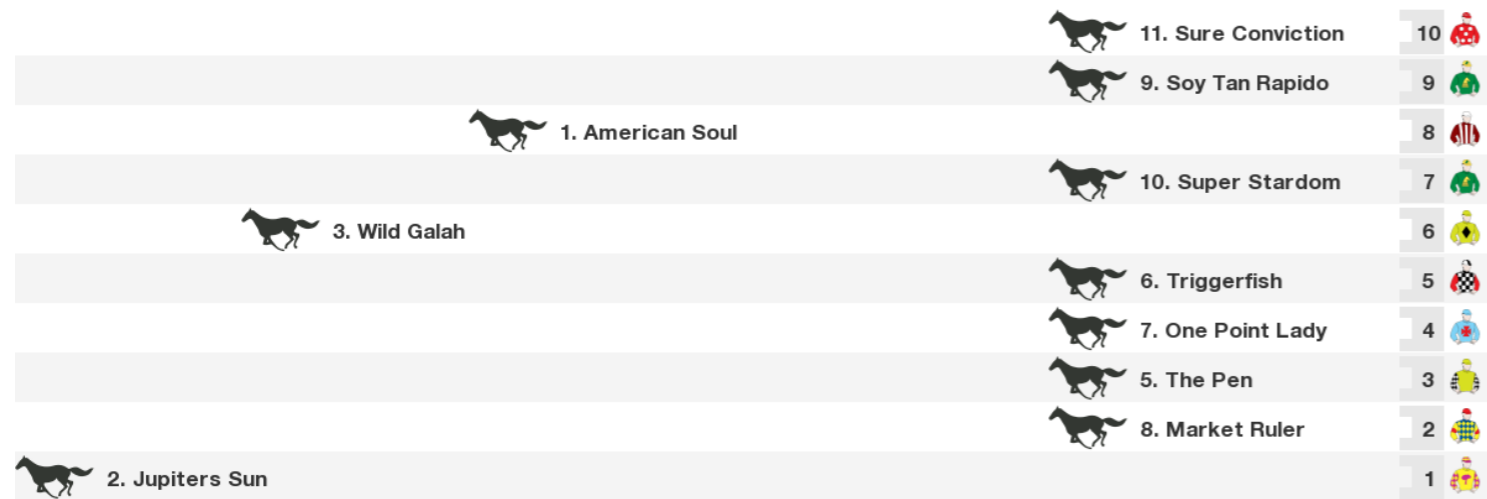 11. Sure Conviction 10
9. Soy Tan Rapido 9
1. American Soul 8
10. Super Stardom 7
3. Wild Galah 6
6. Triggerfish 5
7. One Point Lady 4
5. The Pen 3
8. Market Ruler 2
2. Jupiters Sun 1